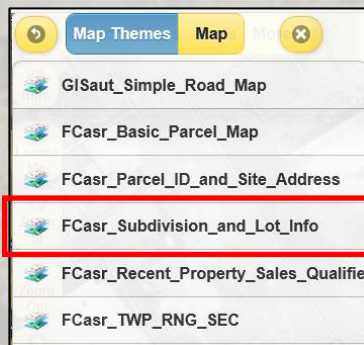 Map Themes Map
GISaut_Simple_Road_Map
FCasr_Basic_Parcel_Map
FCasr_Parcel_ID_and_Site_Address
FCasr_Subdivision_and_Lot_Info
FCasr_Recent_Property_Sales_Qualifie
FCasr_TWP_RNG_SEC